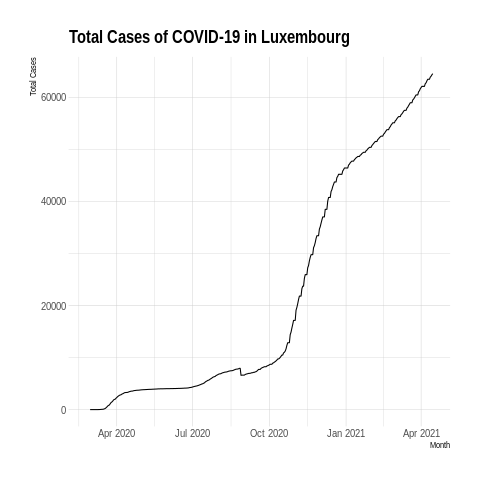 Total Cases of COVID-19 in Luxembourg
Total Cases
60000
40000
20000
0
Apr 2020 Jul 2020 Oct 2020 Jan 2021 Apr 2021
Month